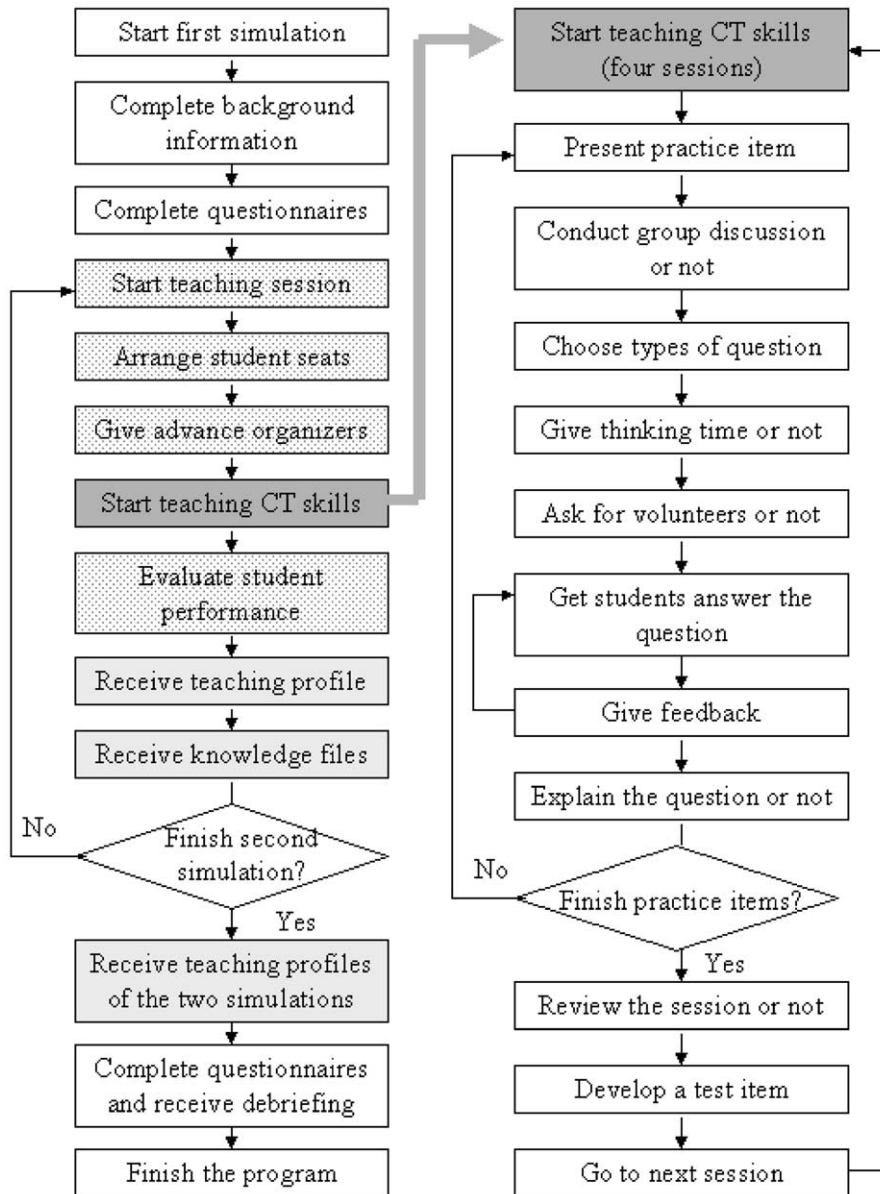 Start first simulation
Complete background
information
Complete questionnaires
Start teaching session
Arrange student seats
Give advance organizers
Start teaching CT skills
Evaluate student
performance
Receive teaching profile
Receive knowledge files
No
Finish second
simulation?
Yes
Receive teaching profiles
of the two simulations
Complete questionnaires
and receive debriefing
Finish the program
Start teaching CT skills
(four sessions)
Present practice item
Conduct group discussion
or not
Choose types of question
Give thinking time or not
Ask for volunteers or not
Get students answer the
question
Give feedback
Explain the question or not
No
Finish practice items?
Yes
Review the session or not
Develop a test item
Go to next session